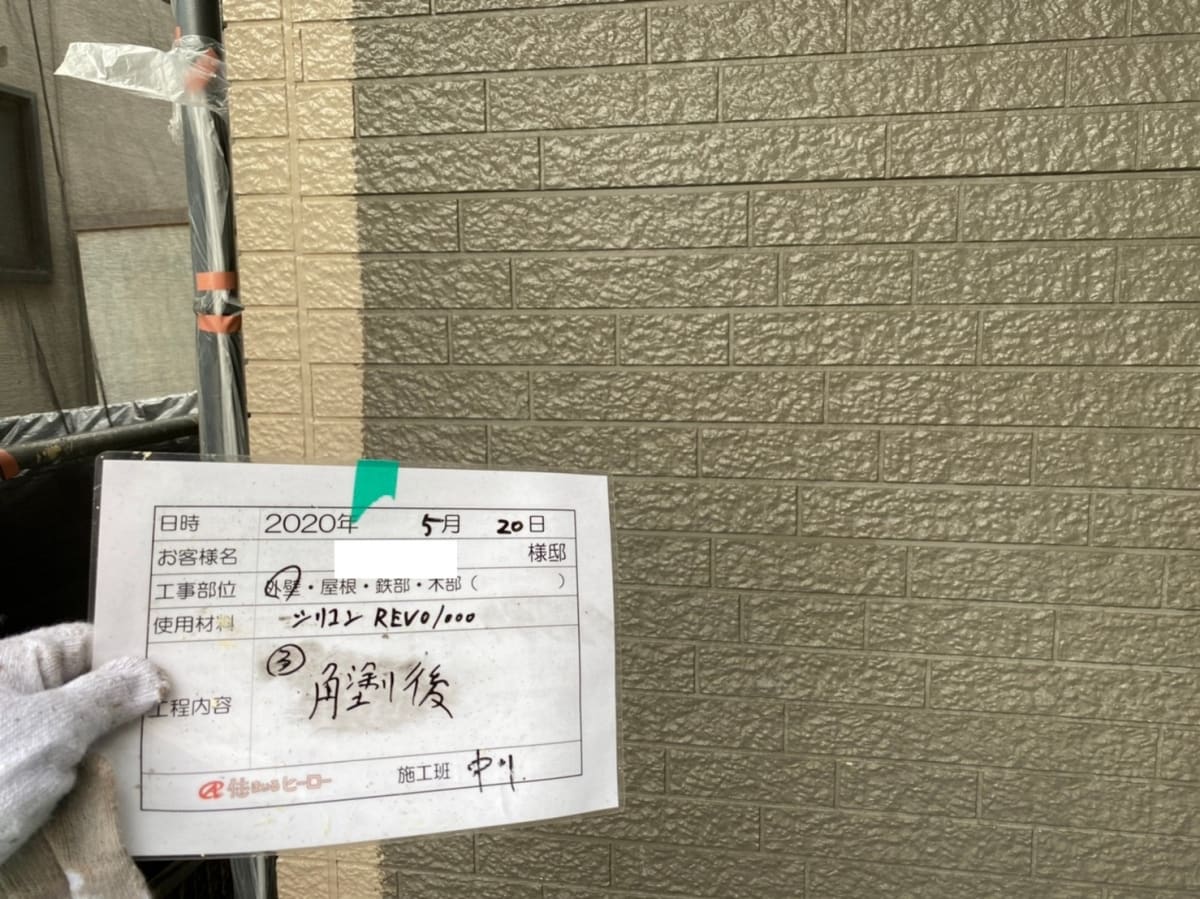 日時 2020年 5月 20日
お客様名 様邸
工事部位 外壁・屋根・鉄部・木部( )
使用材料 シリコン REVO1000
工程内容 ③ 角塗り後
住まいるヒーロー 施工班 中川